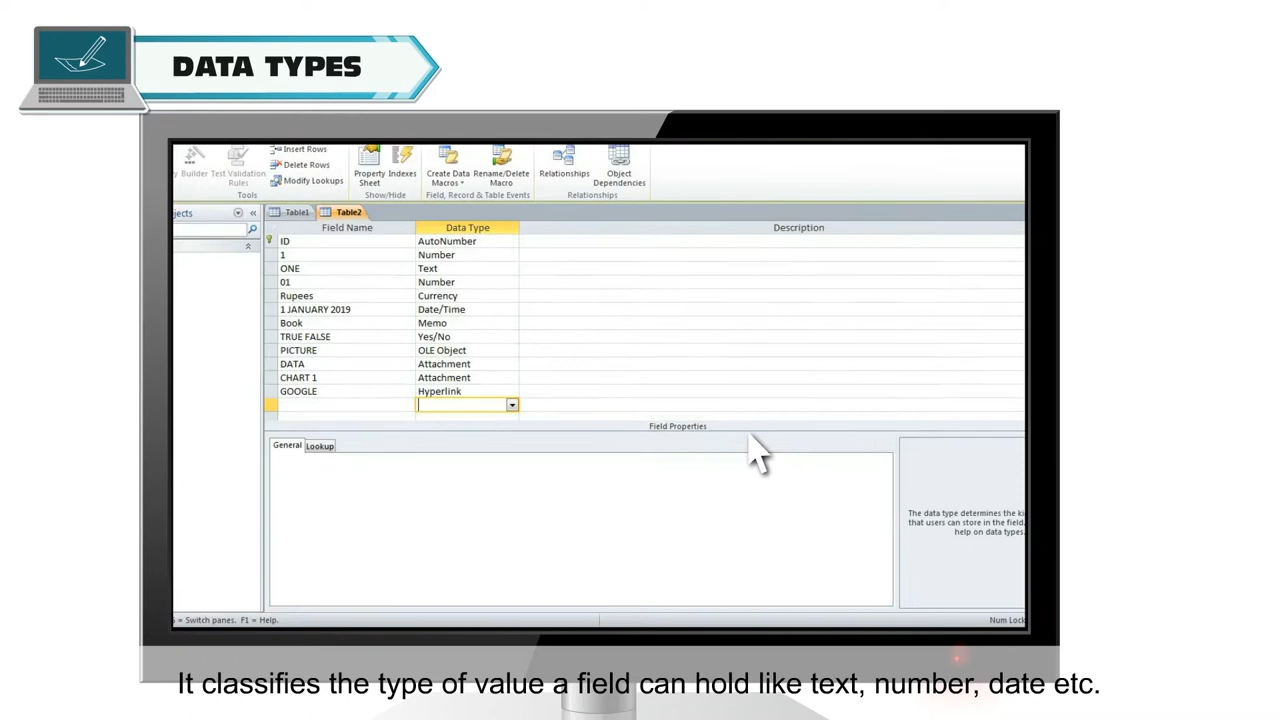 DATA TYPES
Insert Rows
Delete Rows
Modify Lookups
Builder Test Validation Rules
Tools
Property Sheet
Indexes
Show/Hide
Create Data Macros
Rename/Delete Macro
Field, Record & Table Events
Relationships
Object Dependencies
Relationships
Table1
Table2
Field Name Data Type Description
ID AutoNumber
1 Number
ONE Text
01 Number
Rupees Currency
1 JANUARY 2019 Date/Time
Book Memo
TRUE FALSE Yes/No
PICTURE OLE Object
DATA Attachment
CHART 1 Attachment
GOOGLE Hyperlink
Field Properties
General Lookup
The data type determines the
that users can store in the field.
help on data types.
= Switch panes. F1 = Help.
Num Lock
It classifies the type of value a field can hold like text, number, date etc.